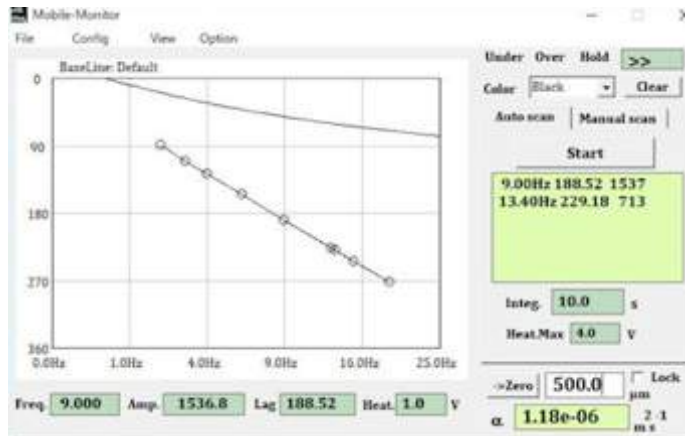 Mobile-Monitor
File Config View Option
BaseLine: Default
0
90
180
270
360
0.0Hz 1.0Hz 4.0Hz 9.0Hz 16.0Hz 25.0Hz
Freq. 9.000 Amp. 1536.8 Lag 188.52 Heat. 1.0 V
Under Over Hold >>
Color Black Clear
Auto scan Manual scan
Start
9.00Hz 188.52 1537
13.40Hz 229.18 713
Integ. 10.0 s
Heat.Max 4.0 V
->Zero 500.0 μm Lock
α 1.18e-06 m 2 s -1